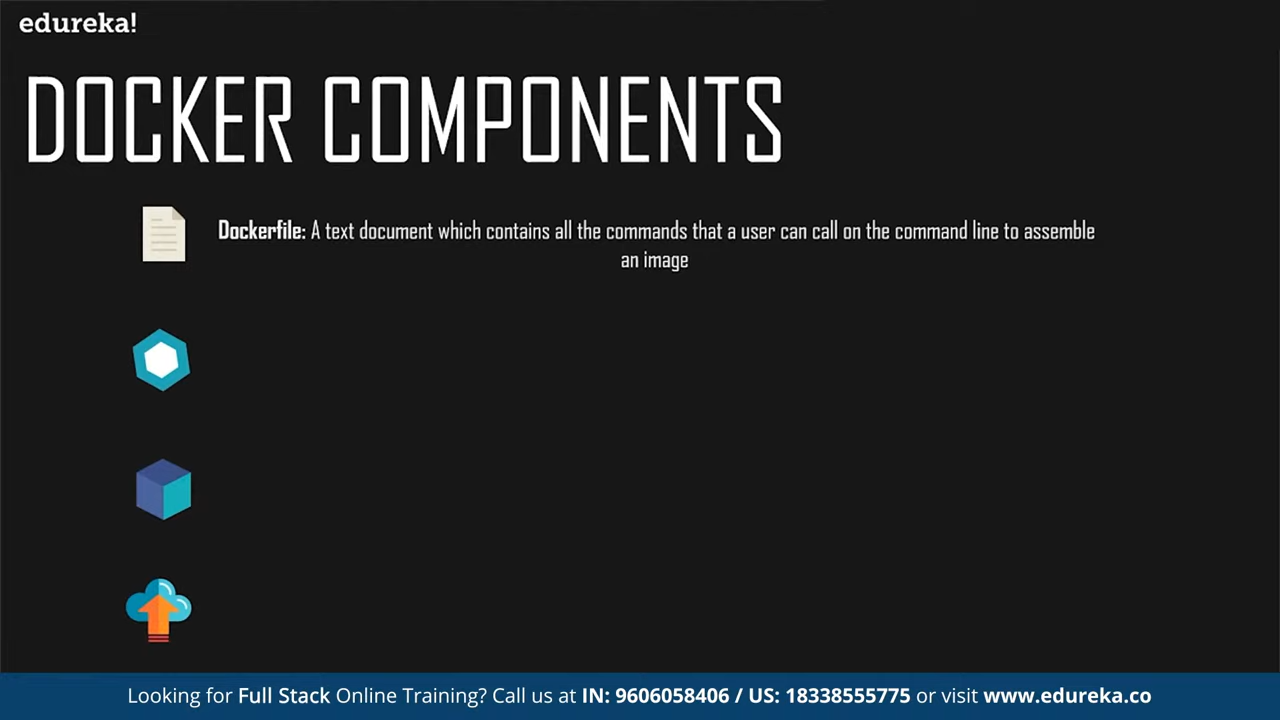 edureka!
DOCKER COMPONENTS
Dockerfile: A text document which contains all the commands that a user can call on the command line to assemble
an image
Looking for Full Stack Online Training? Call us at IN: 9606058406 / US: 18338555775 or visit www.edureka.co